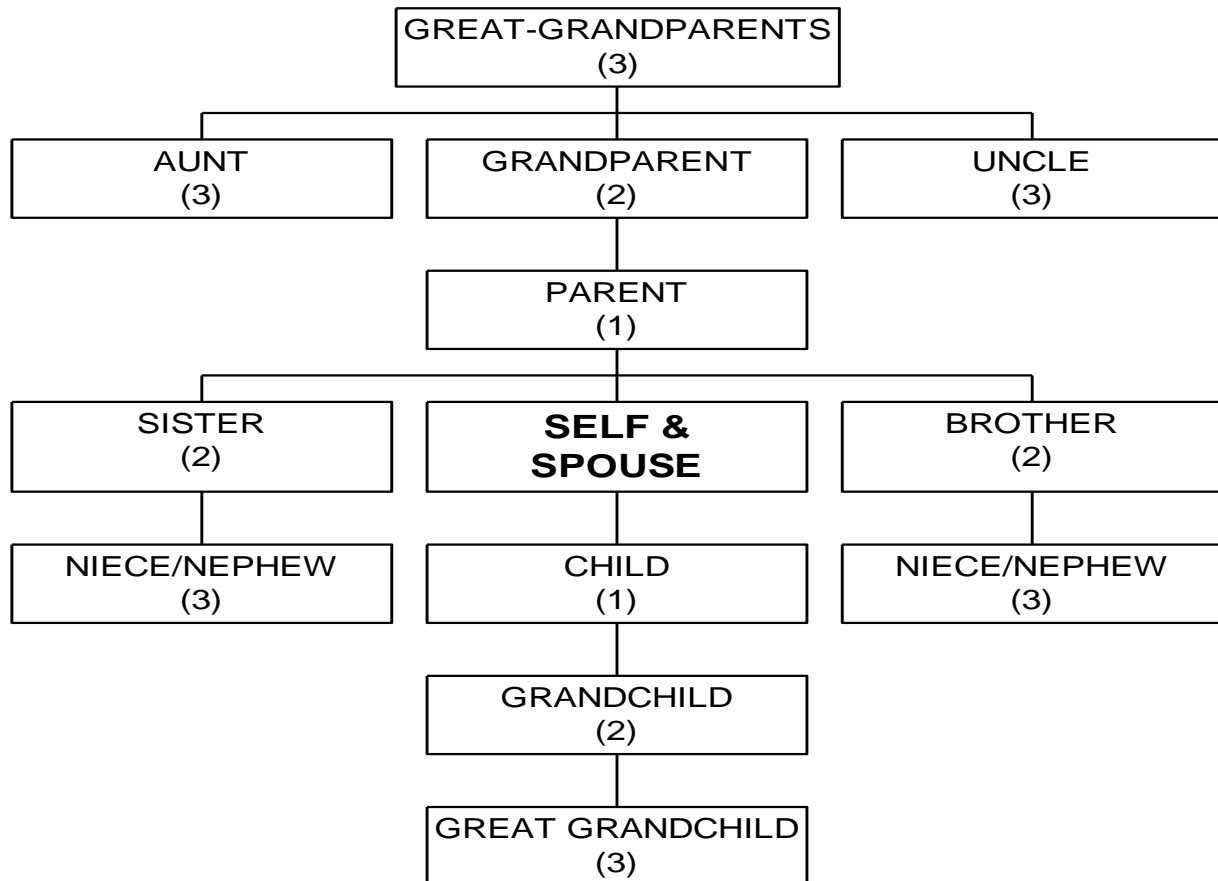 GREAT-GRANDPARENTS
(3)
AUNT
(3)
GRANDPARENT
(2)
UNCLE
(3)
PARENT
(1)
SISTER
(2)
SELF &
SPOUSE
BROTHER
(2)
NIECE/NEPHEW
(3)
CHILD
(1)
NIECE/NEPHEW
(3)
GRANDCHILD
(2)
GREAT GRANDCHILD
(3)